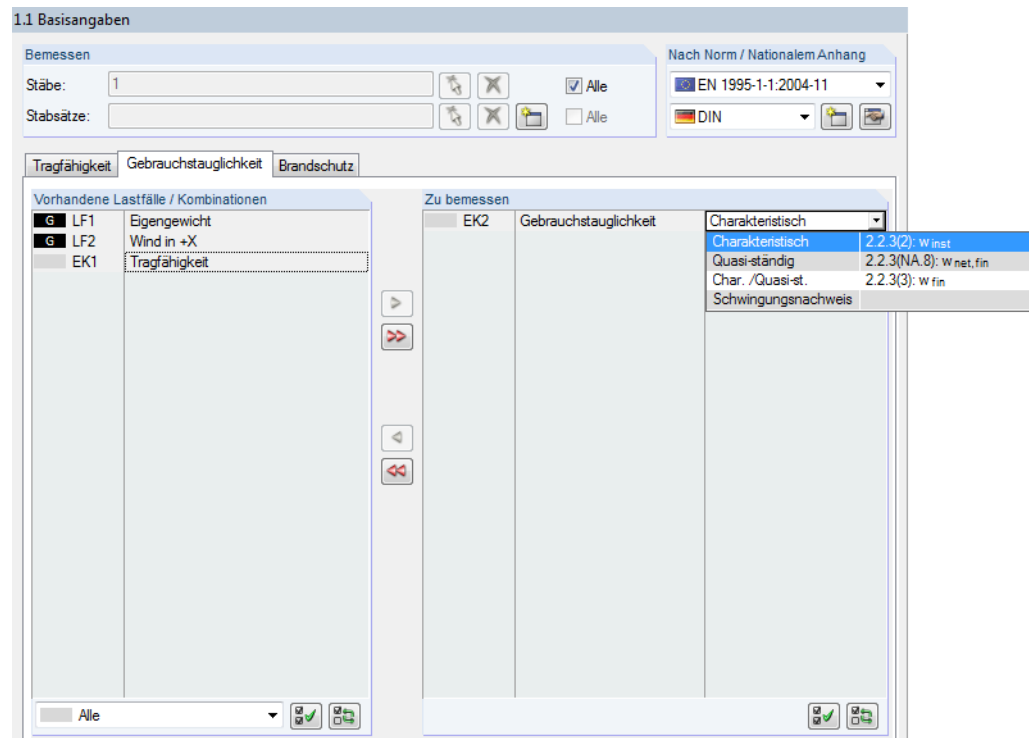 1.1 Basisangaben
Bemessen
Nach Norm / Nationalem Anhang
Stäbe: 1 Alle
EN 1995-1-1:2004-11
Stabsätze: Alle
DIN
Tragfähigkeit Gebrauchstauglichkeit Brandschutz
Vorhandene Lastfälle / Kombinationen
Zu bemessen
G LF1 Eigengewicht
G LF2 Wind in +X
EK1 Tragfähigkeit
EK2 Gebrauchstauglichkeit Charakteristisch
Charakteristisch 2.2.3(2): w inst
Quasi-ständig 2.2.3(NA.8): w net,fin
Char. /Quasi-st. 2.2.3(3): w fin
Schwingungsnachweis
Alle